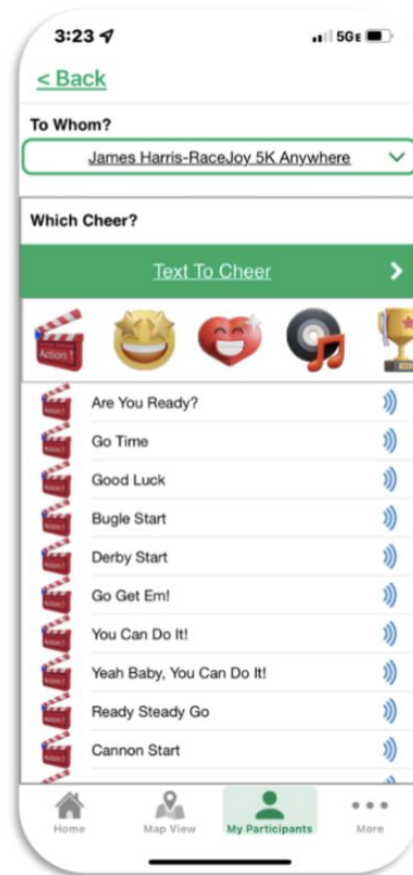 3:23
5GE
< Back
To Whom?
James Harris-RaceJoy 5K Anywhere
Which Cheer?
Text To Cheer
Action !
Are You Ready?
Go Time
Good Luck
Bugle Start
Derby Start
Go Get Em!
You Can Do It!
Yeah Baby, You Can Do It!
Ready Steady Go
Cannon Start
Home
Map View
My Participants
More